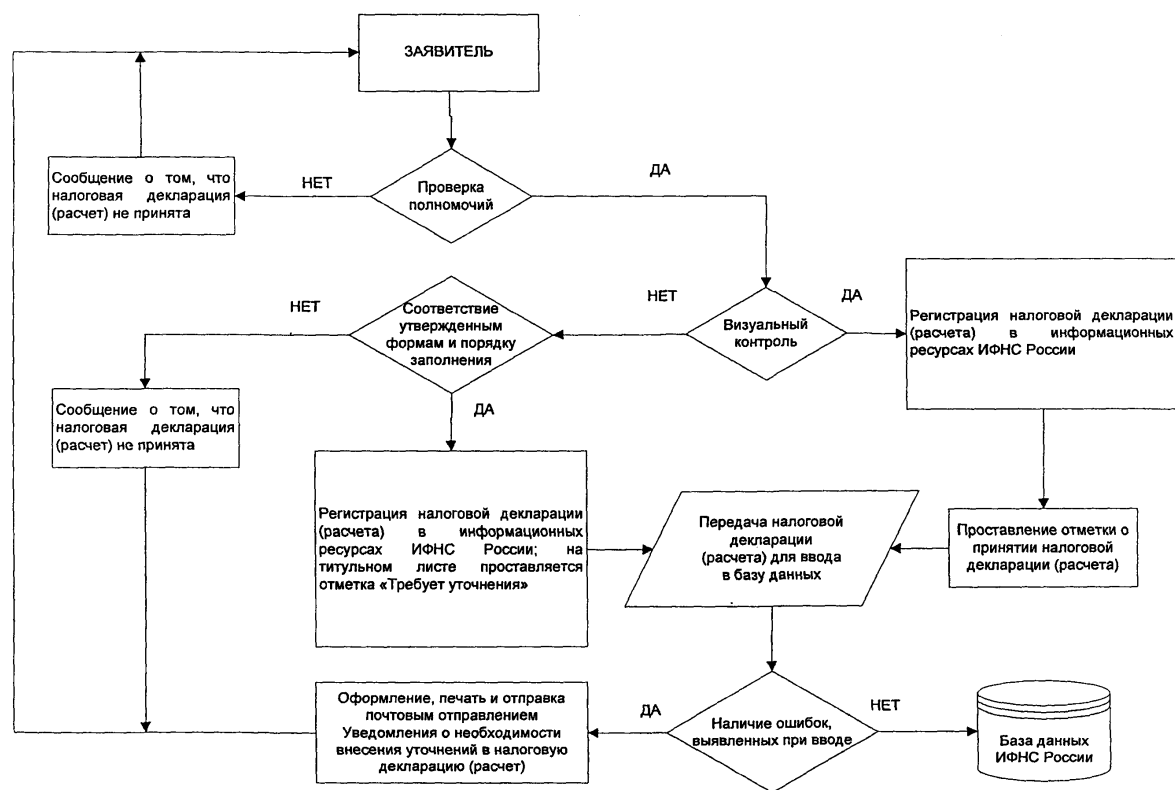 ЗАЯВИТЕЛЬ
Сообщение о том, что
налоговая декларация
(расчет) не принята
НЕТ
Проверка
полномочий
ДА
НЕТ
Соответствие
утвержденным
формам и порядку
заполнения
НЕТ
Визуальный
контроль
ДА
Регистрация налоговой декларации
(расчета) в информационных
ресурсах ИФНС России
Сообщение о том, что
налоговая декларация
(расчет) не принята
ДА
Регистрация налоговой декларации
(расчета) в информационных
ресурсах ИФНС России; на
титульном листе проставляется
отметка «Требует уточнения»
Передача налоговой
декларации
(расчета) для ввода
в базу данных
Проставление отметки о
принятии налоговой
декларации (расчета)
Оформление, печать и отправка
почтовым отправлением
Уведомления о необходимости
внесения уточнений в налоговую
декларацию (расчет)
ДА
Наличие ошибок,
выявленных при вводе
НЕТ
База данных
ИФНС России